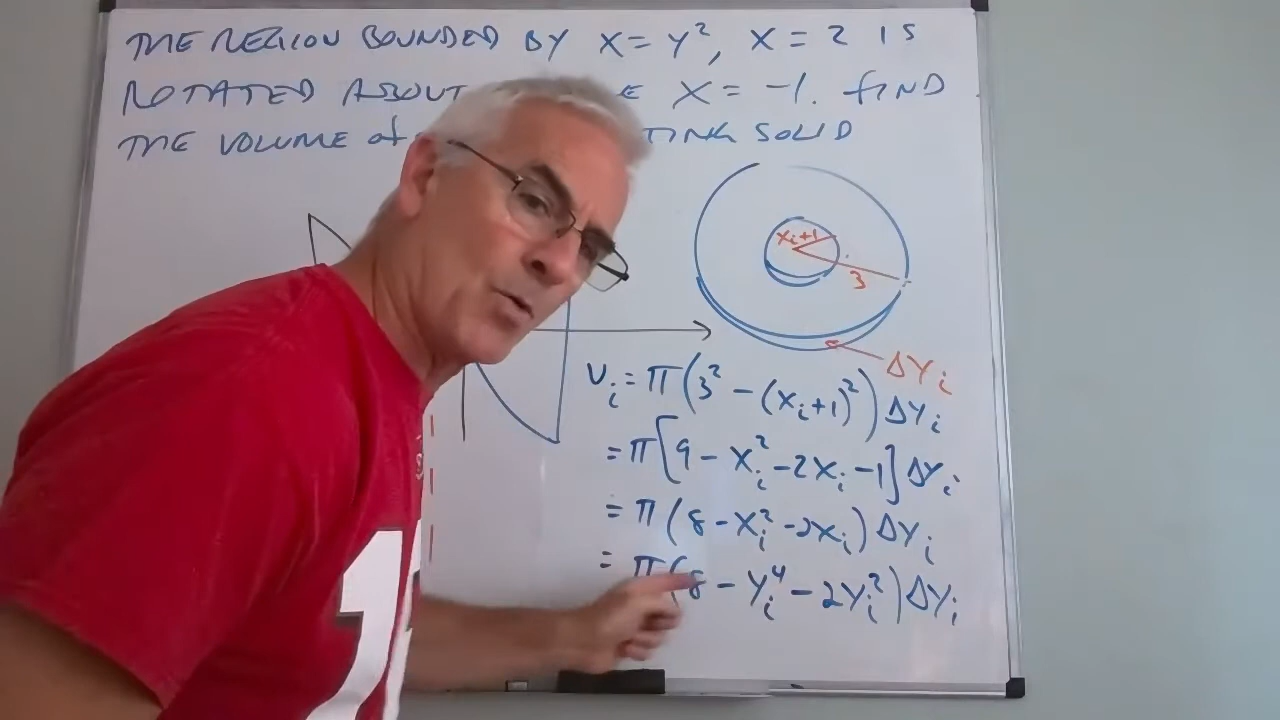 THE REGION BOUNDED BY X = Y², X = 2 IS
ROTATED ABOUT X = -1. FIND
THE VOLUME OF SOLID
Xᵢ+1
3
ΔYᵢ
Vᵢ = π(3² - (Xᵢ+1)²)ΔYᵢ
= π[9 - Xᵢ² - 2Xᵢ - 1]ΔYᵢ
= π(8 - Xᵢ² - 2Xᵢ)ΔYᵢ
= π(8 - Yᵢ⁴ - 2Yᵢ²)ΔYᵢ